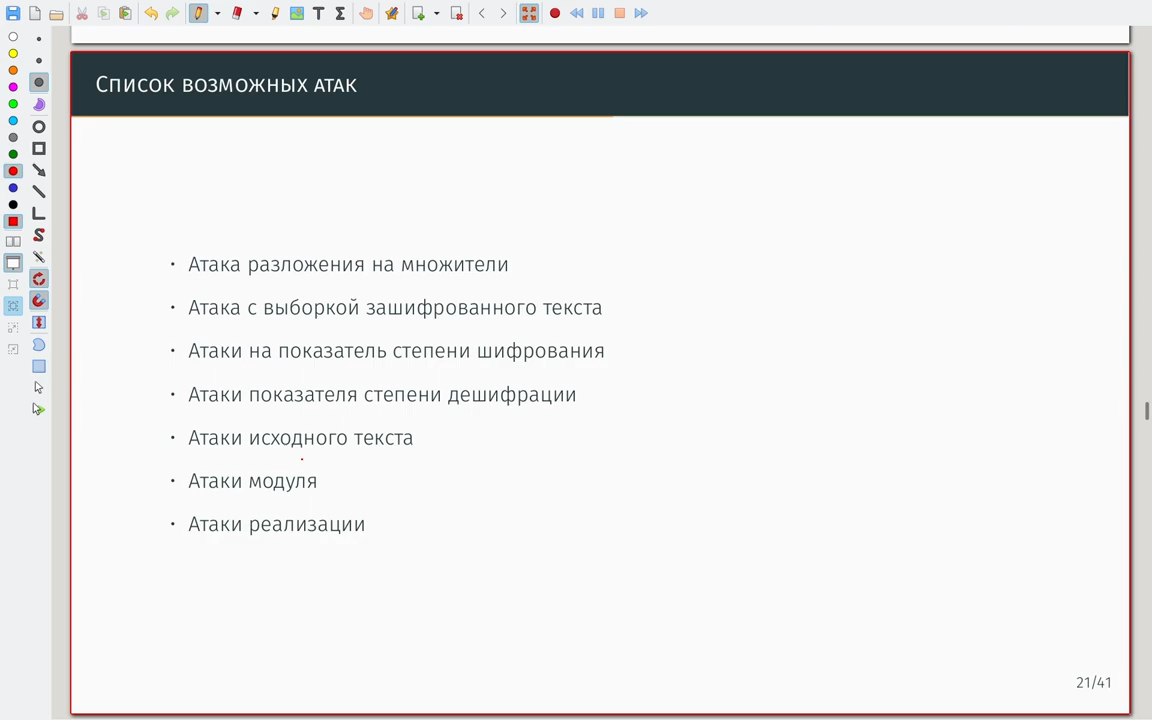 Список возможных атак
· Атака разложения на множители
· Атака с выборкой зашифрованного текста
· Атаки на показатель степени шифрования
· Атаки показателя степени дешифрации
· Атаки исходного текста
· Атаки модуля
· Атаки реализации
21/41